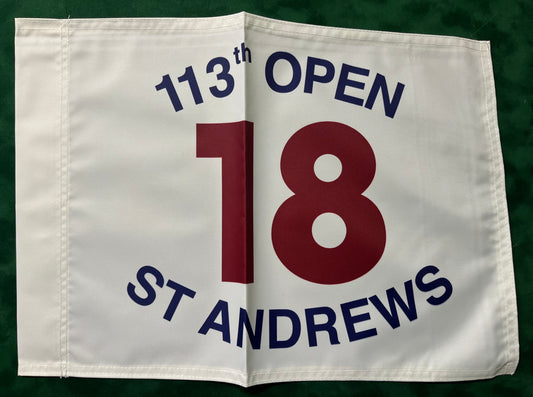 113th OPEN
18
ST ANDREWS